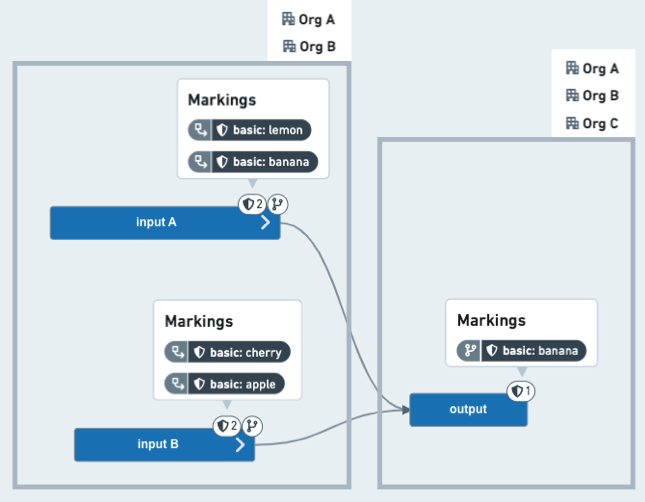 Org A
Org B
Org A
Org B
Org C
Markings
basic: lemon
basic: banana
2
input A
Markings
basic: cherry
basic: apple
2
input B
Markings
basic: banana
1
output